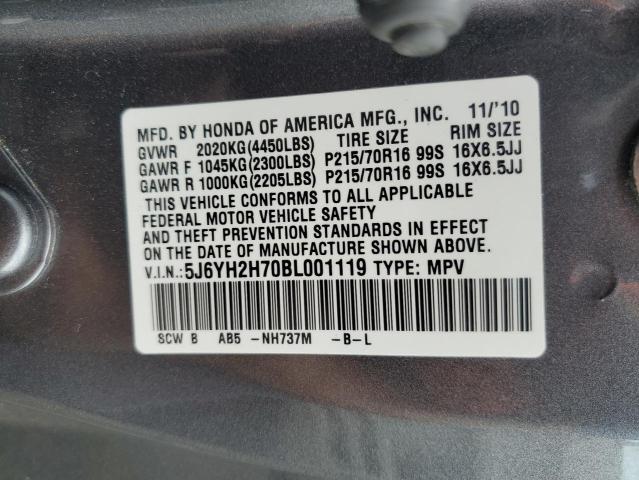 MFD. BY HONDA OF AMERICA MFG., INC. 11/'10
GVWR 2020KG(4450LBS) TIRE SIZE RIM SIZE
GAWR F 1045KG(2300LBS) P215/70R16 99S 16X6.5JJ
GAWR R 1000KG(2205LBS) P215/70R16 99S 16X6.5JJ
THIS VEHICLE CONFORMS TO ALL APPLICABLE
FEDERAL MOTOR VEHICLE SAFETY
AND THEFT PREVENTION STANDARDS IN EFFECT
ON THE DATE OF MANUFACTURE SHOWN ABOVE.
V.I.N.:5J6YH2H70BL001119 TYPE: MPV
SCW B AB5 -NH737M -B-L